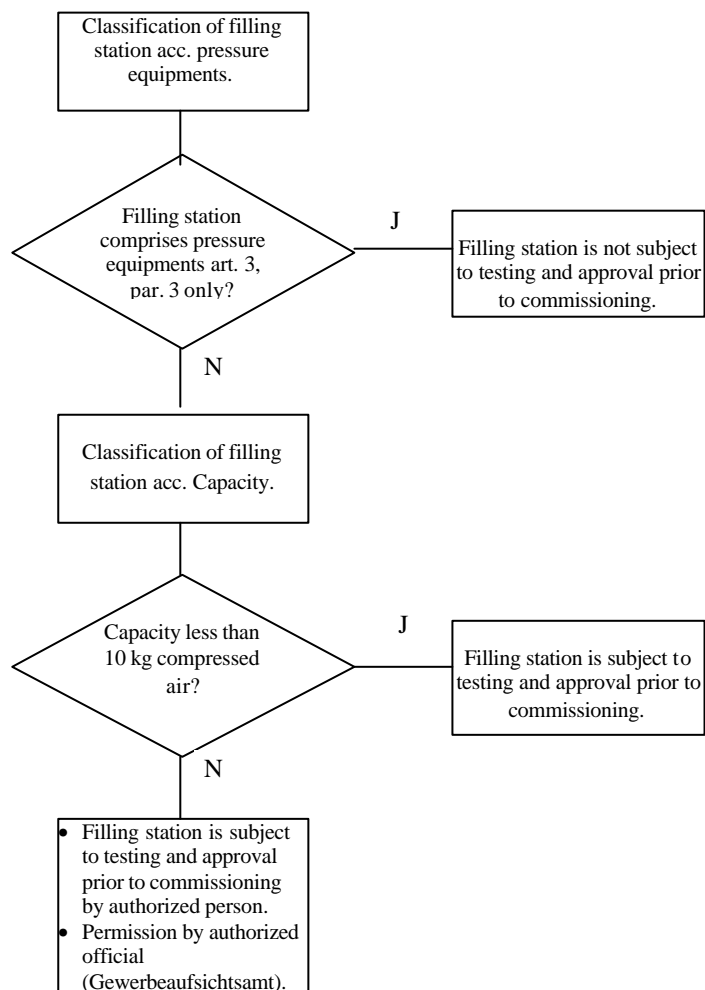 Classification of filling
station acc. pressure
equipments.
Filling station
comprises pressure
equipments art. 3,
par. 3 only?
J
Filling station is not subject
to testing and approval prior
to commissioning.
N
Classification of filling
station acc. Capacity.
Capacity less than
10 kg compressed
air?
J
Filling station is subject to
testing and approval prior to
commissioning.
N
• Filling station is subject
to testing and approval
prior to commissioning
by authorized person.
• Permission by authorized
official
(Gewerbeaufsichtsamt).